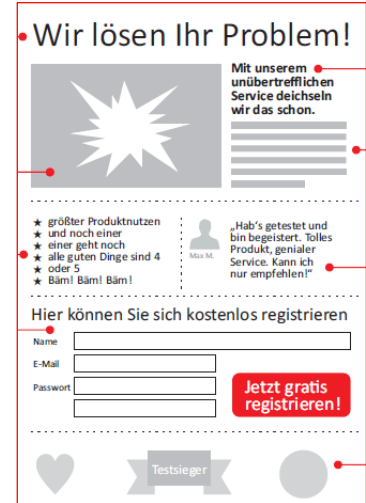 Wir lösen Ihr Problem!
Mit unserem
unübertrefflichen
Service deichseln
wir das schon.
★ größter Produktnutzen
★ und noch einer
★ einer geht noch
★ alle guten Dinge sind 4
★ oder 5
★ Bäm! Bäm! Bäm!
Max M.
„Hab‘s getestet und
bin begeistert. Tolles
Produkt, genialer
Service. Kann ich
nur empfehlen!“
Hier können Sie sich kostenlos registrieren
Name
E-Mail
Passwort
Jetzt gratis
registrieren!
Testsieger